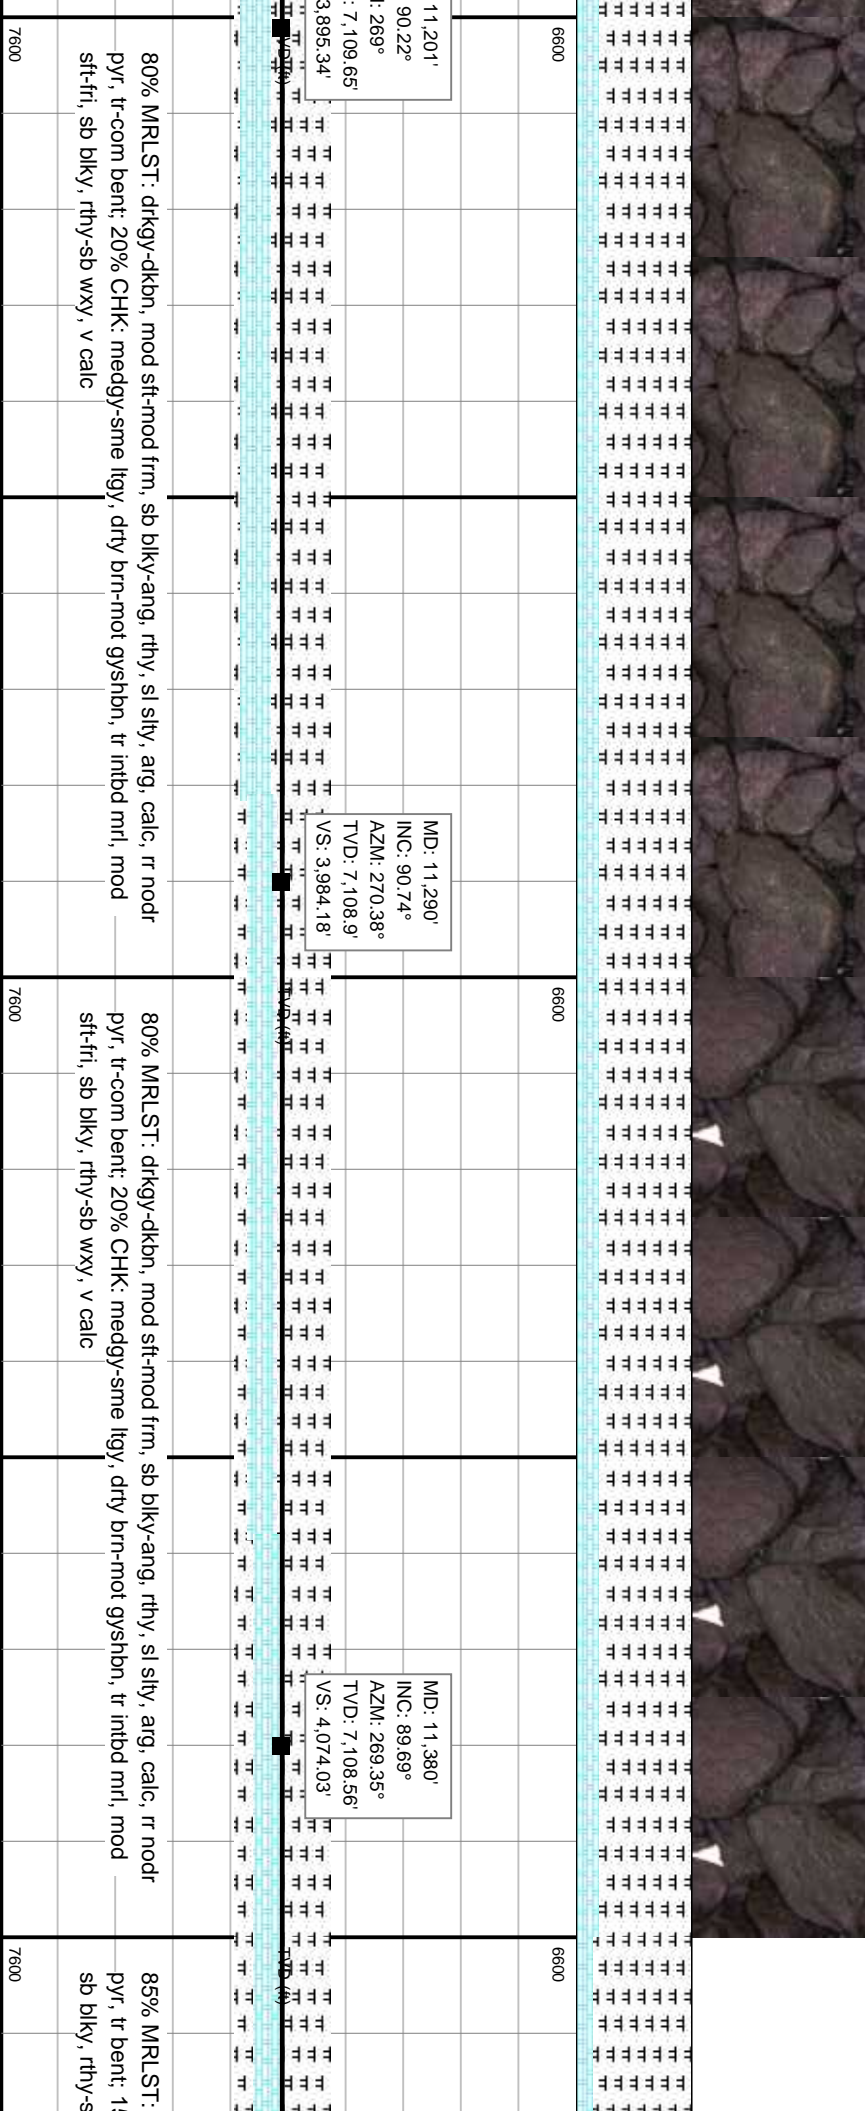 11,201'
90.22°
: 269°
: 7,109.65'
3,895.34'
6600
7600
TVD (ft)
80% MRLST: drkgy-dkbn, mod sft-mod frm, sb blky-ang, rthy, sl slty, arg, calc, rr nodr
pyr, tr-com bent; 20% CHK: medgy-sme ltgy, drty brn-mot gyshbn, tr intbd mrl, mod
sft-fri, sb blky, rthy-sb wxy, v calc
MD: 11,290'
INC: 90.74°
AZM: 270.38°
TVD: 7,108.9'
VS: 3,984.18'
6600
7600
TVD (ft)
80% MRLST: drkgy-dkbn, mod sft-mod frm, sb blky-ang, rthy, sl slty, arg, calc, rr nodr
pyr, tr-com bent; 20% CHK: medgy-sme ltgy, drty brn-mot gyshbn, tr intbd mrl, mod
sft-fri, sb blky, rthy-sb wxy, v calc
MD: 11,380'
INC: 89.69°
AZM: 269.35°
TVD: 7,108.56'
VS: 4,074.03'
6600
7600
TVD (ft)
85% MRLST:
pyr, tr bent; 15
sb blky, rthy-s